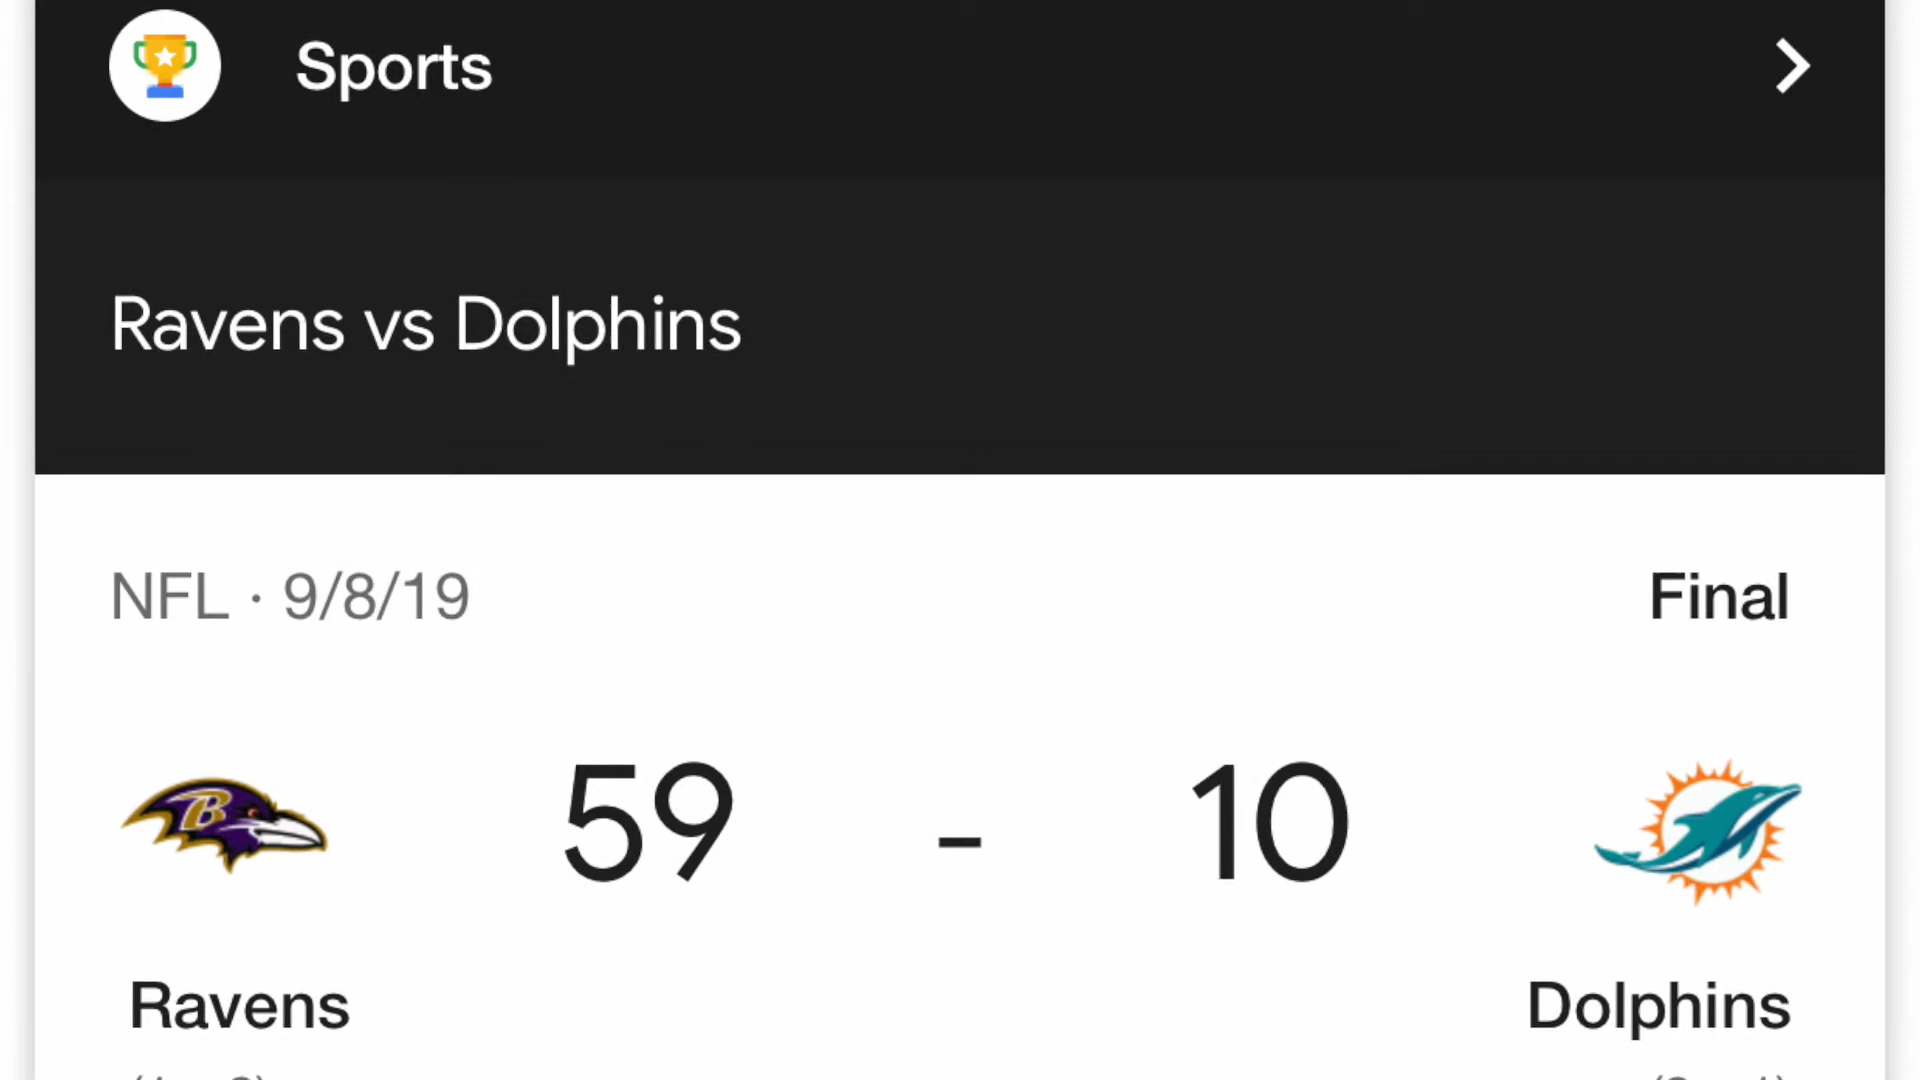 Sports
Ravens vs Dolphins
NFL · 9/8/19
Final
59 - 10
Ravens
Dolphins